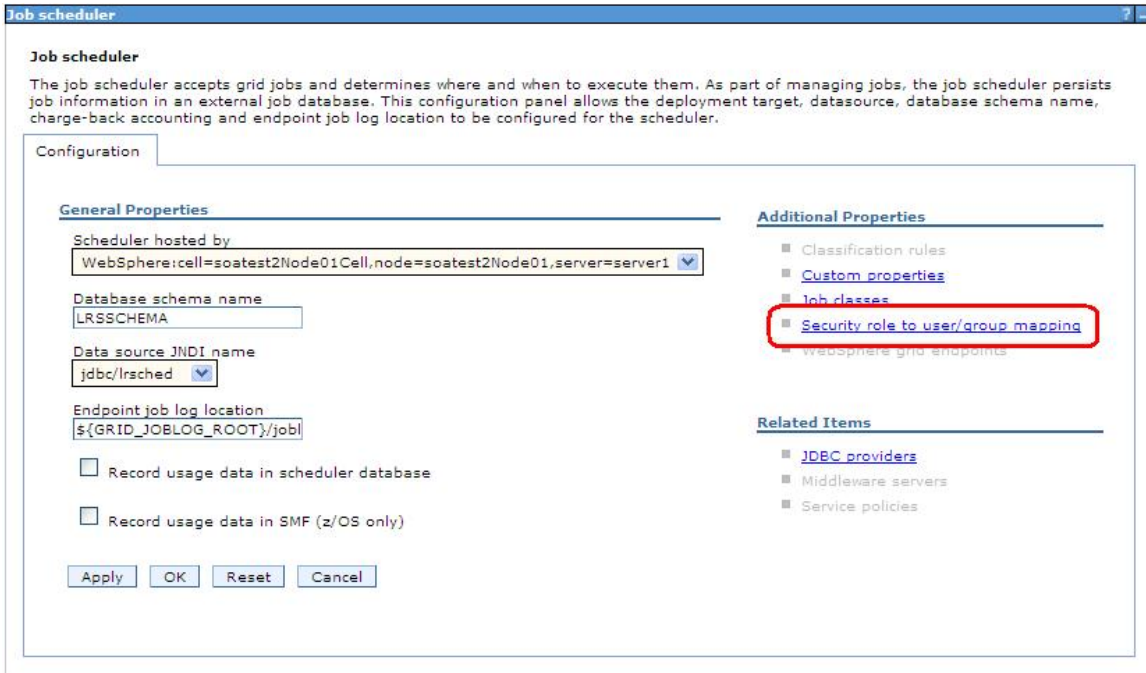 Job scheduler
?
Job scheduler
The job scheduler accepts grid jobs and determines where and when to execute them. As part of managing jobs, the job scheduler persists
job information in an external job database. This configuration panel allows the deployment target, datasource, database schema name,
charge-back accounting and endpoint job log location to be configured for the scheduler.
Configuration
General Properties
Scheduler hosted by
WebSphere:cell=soatest2Node01Cell,node=soatest2Node01,server=server1
Database schema name
LRSSCHEMA
Data source JNDI name
jdbc/lrsched
Endpoint job log location
${GRID_JOBLOG_ROOT}/jobl
Record usage data in scheduler database
Record usage data in SMF (z/OS only)
Apply OK Reset Cancel
Additional Properties
Classification rules
Custom properties
Job classes
Security role to user/group mapping
WebSphere grid endpoints
Related Items
JDBC providers
Middleware servers
Service policies